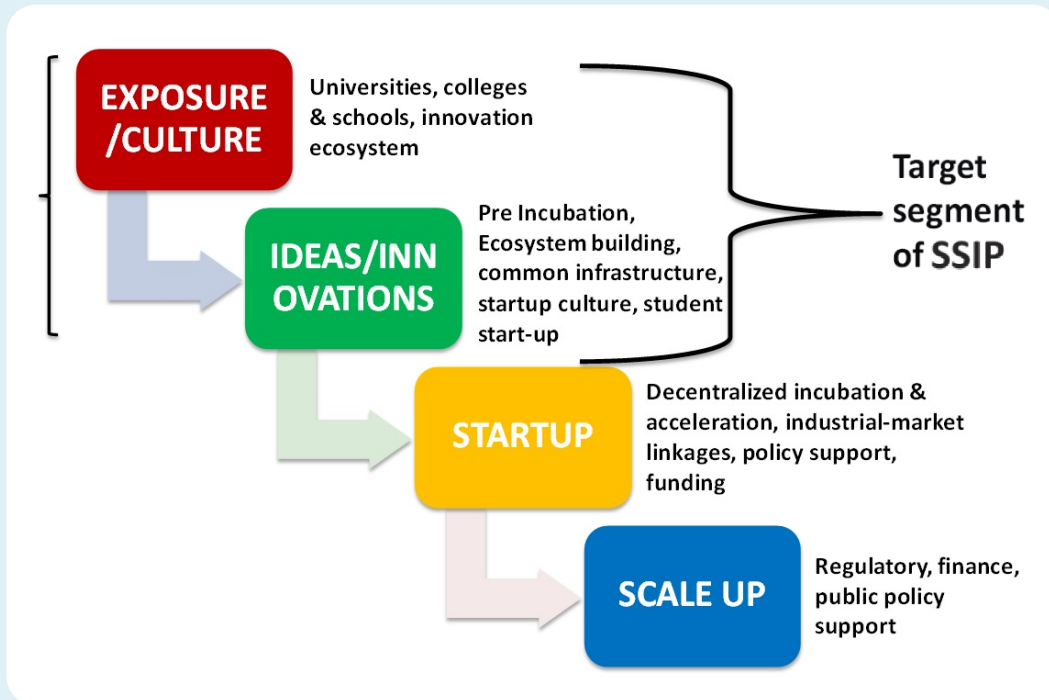 EXPOSURE
/CULTURE
Universities, colleges
& schools, innovation
ecosystem
IDEAS/INN
OVATIONS
Pre Incubation,
Ecosystem building,
common infrastructure,
startup culture, student
start-up
Target
segment
of SSIP
STARTUP
Decentralized incubation &
acceleration, industrial-market
linkages, policy support,
funding
SCALE UP
Regulatory, finance,
public policy
support